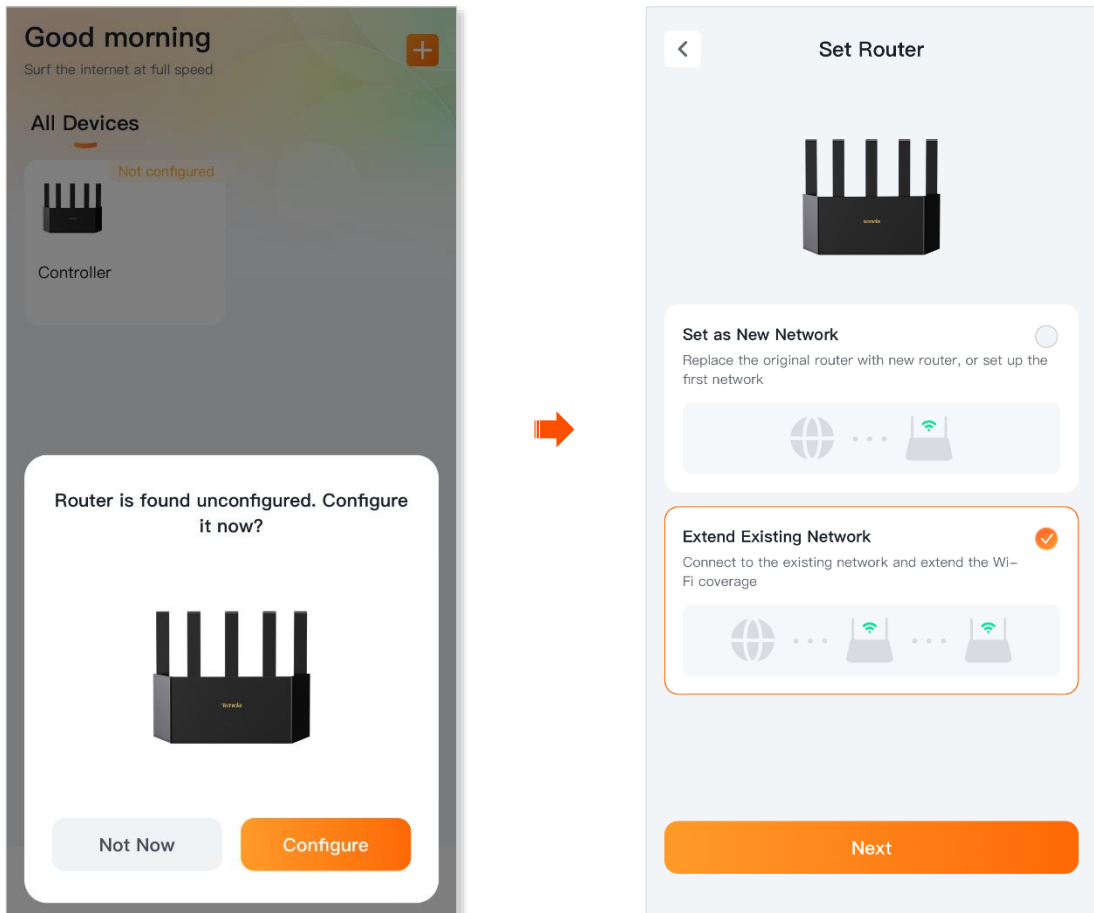 Good morning
Surf the internet at full speed
All Devices
Not configured
Controller
Router is found unconfigured. Configure
it now?
Tenda
Not Now
Configure
Set Router
Tenda
Set as New Network
Replace the original router with new router, or set up the
first network
Extend Existing Network
Connect to the existing network and extend the Wi-
Fi coverage
Next